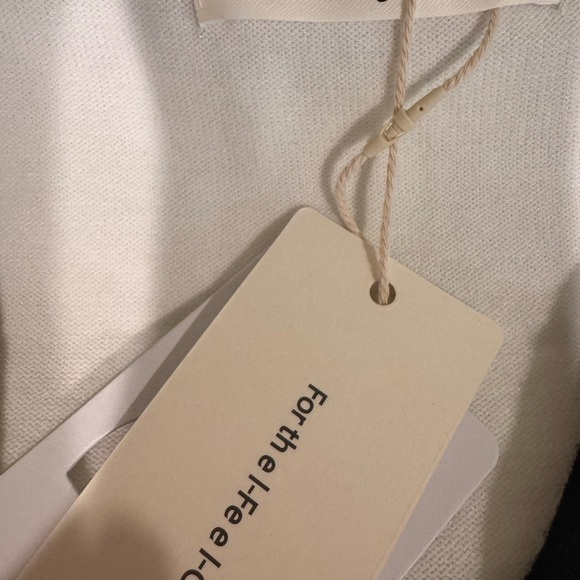 For the I-Feel-